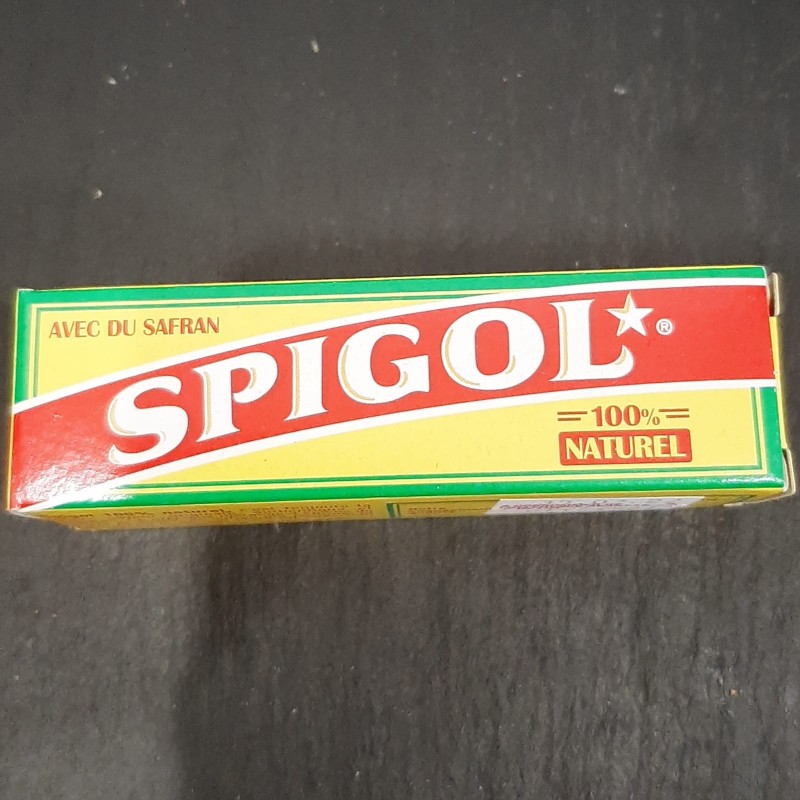 AVEC DU SAFRAN
SPIGOL®
100%
NATUREL